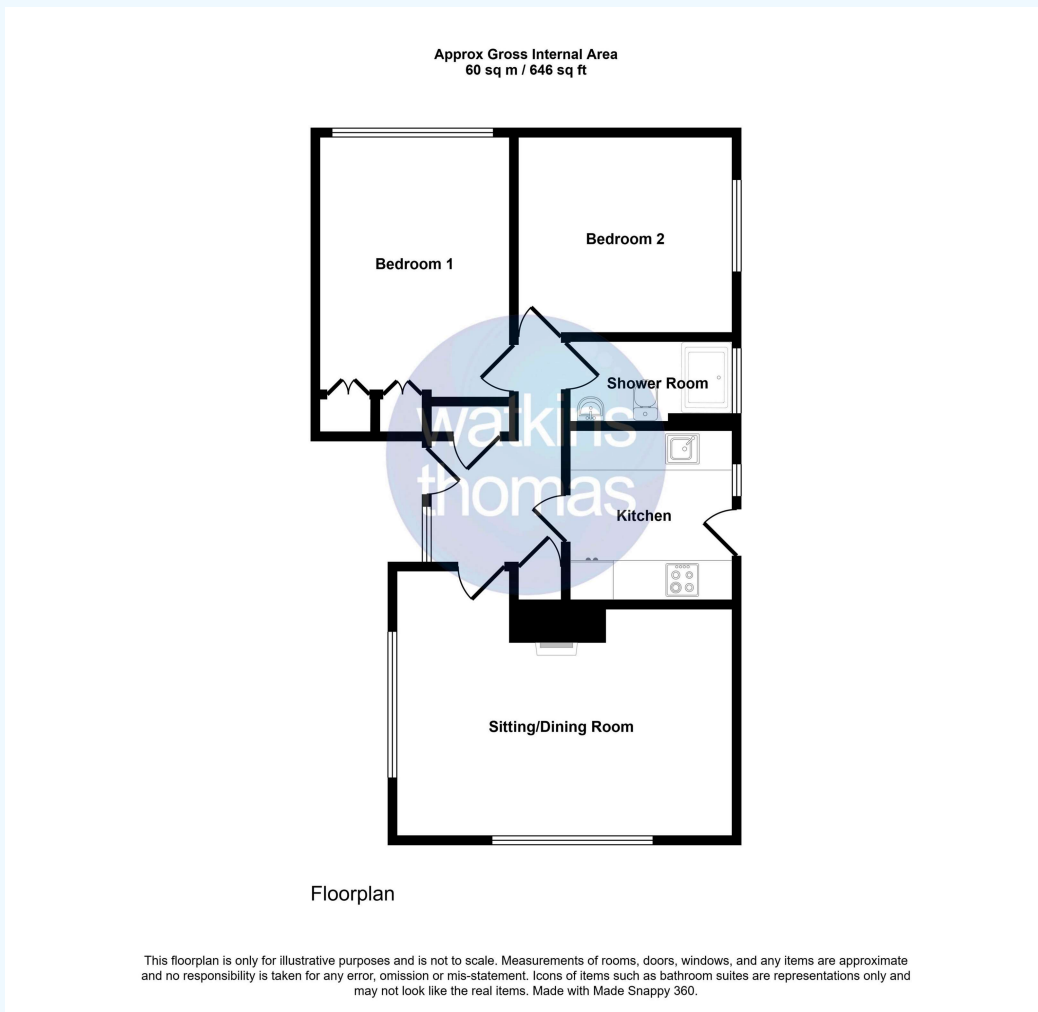 Approx Gross Internal Area
60 sq m / 646 sq ft
Bedroom 1
Bedroom 2
Shower Room
watkins
thomas
Kitchen
Sitting/Dining Room
Floorplan
This floorplan is only for illustrative purposes and is not to scale. Measurements of rooms, doors, windows, and any items are approximate
and no responsibility is taken for any error, omission or mis-statement. Icons of items such as bathroom suites are representations only and
may not look like the real items. Made with Made Snappy 360.